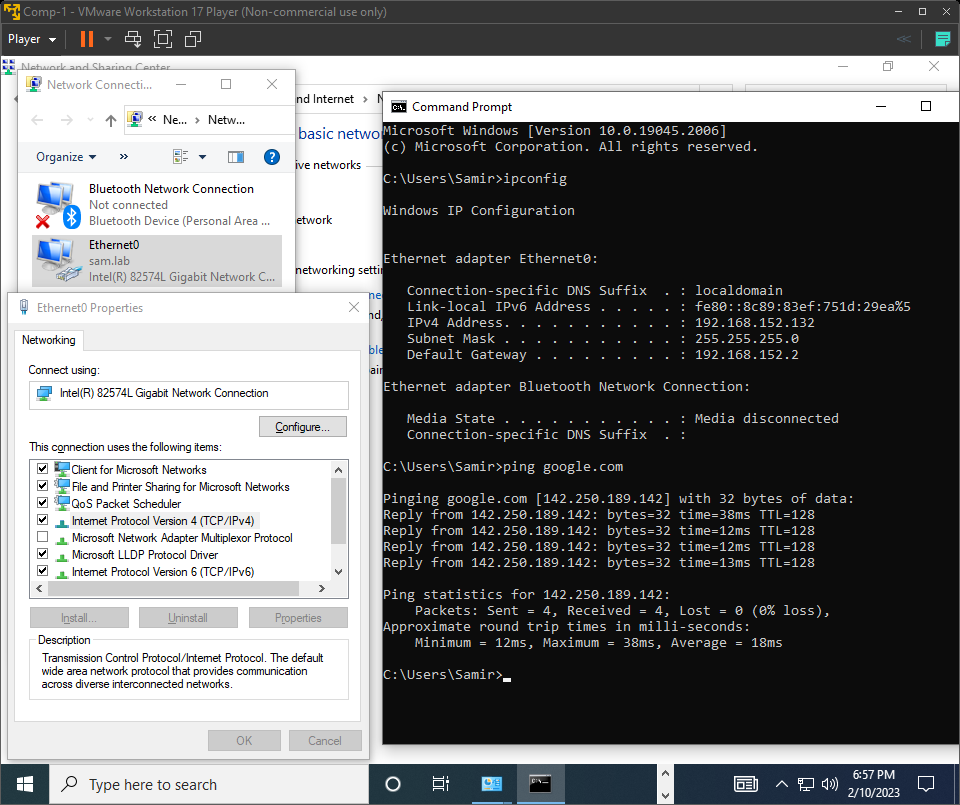 Comp-1 - VMware Workstation 17 Player (Non-commercial use only)
Player
Network and Sharing Center
nd Internet
Network Connecti...
« Ne... > Netw...
Organize »
basic netwo
ive networks
etwork
networking settin
Bluetooth Network Connection
Not connected
Bluetooth Device (Personal Area ...
Ethernet0
sam.lab
Intel(R) 82574L Gigabit Network C...
Ethernet0 Properties
Networking
Connect using:
Intel(R) 82574L Gigabit Network Connection
Configure...
This connection uses the following items:
Client for Microsoft Networks
File and Printer Sharing for Microsoft Networks
QoS Packet Scheduler
Internet Protocol Version 4 (TCP/IPv4)
Microsoft Network Adapter Multiplexor Protocol
Microsoft LLDP Protocol Driver
Internet Protocol Version 6 (TCP/IPv6)
Install...
Uninstall
Properties
Description
Transmission Control Protocol/Internet Protocol. The default
wide area network protocol that provides communication
across diverse interconnected networks.
OK
Cancel
Command Prompt
Microsoft Windows [Version 10.0.19045.2006]
(c) Microsoft Corporation. All rights reserved.
C:\Users\Samir>ipconfig
Windows IP Configuration
Ethernet adapter Ethernet0:
Connection-specific DNS Suffix . : localdomain
Link-local IPv6 Address . . . . . : fe80::8c89:83ef:751d:29ea%5
IPv4 Address. . . . . . . . . . . : 192.168.152.132
Subnet Mask . . . . . . . . . . . : 255.255.255.0
Default Gateway . . . . . . . . . : 192.168.152.2
Ethernet adapter Bluetooth Network Connection:
Media State . . . . . . . . . . . : Media disconnected
Connection-specific DNS Suffix . :
C:\Users\Samir>ping google.com
Pinging google.com [142.250.189.142] with 32 bytes of data:
Reply from 142.250.189.142: bytes=32 time=38ms TTL=128
Reply from 142.250.189.142: bytes=32 time=12ms TTL=128
Reply from 142.250.189.142: bytes=32 time=12ms TTL=128
Reply from 142.250.189.142: bytes=32 time=13ms TTL=128
Ping statistics for 142.250.189.142:
Packets: Sent = 4, Received = 4, Lost = 0 (0% loss),
Approximate round trip times in milli-seconds:
Minimum = 12ms, Maximum = 38ms, Average = 18ms
C:\Users\Samir>
Type here to search
6:57 PM
2/10/2023